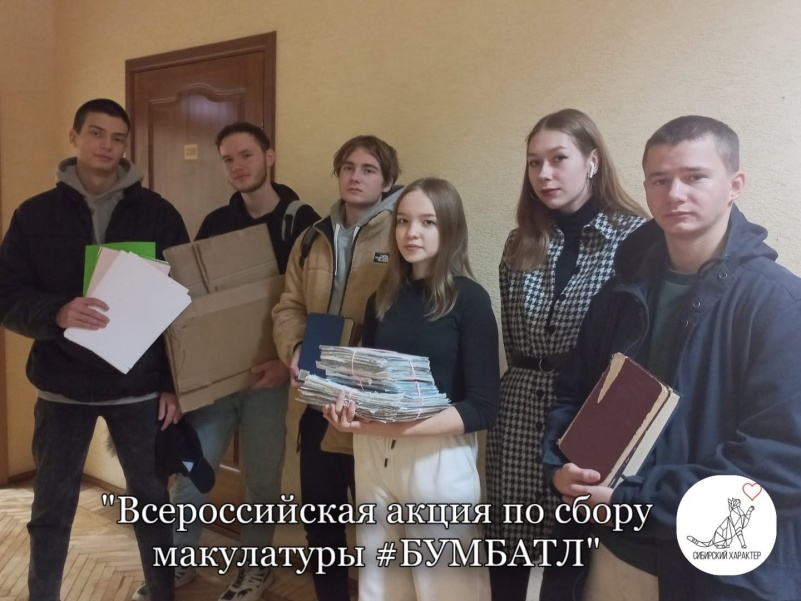 "Всероссийская акция по сбору
макулатуры #БУМБАТЛ"
СИБИРСКИЙ ХАРАКТЕР